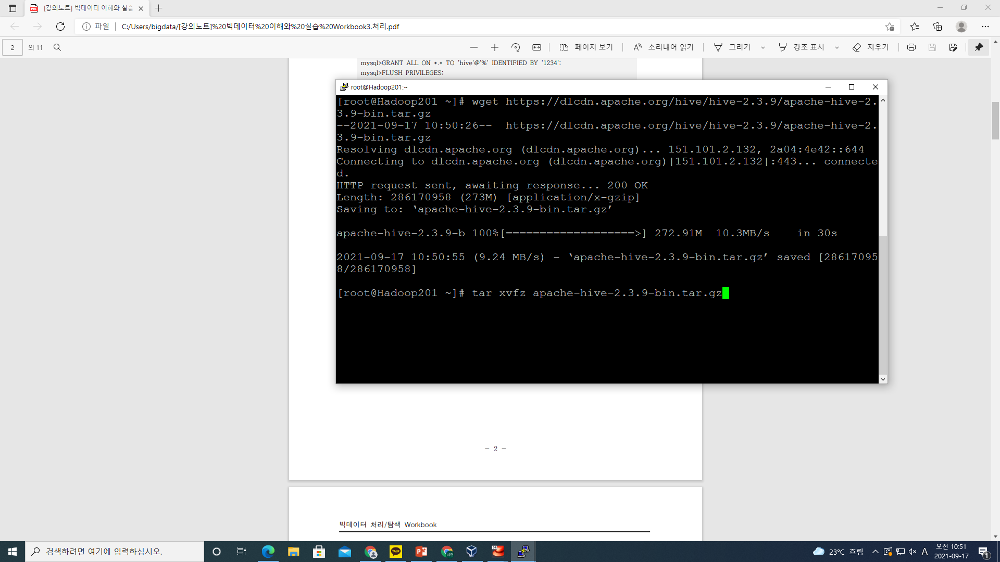 [강의노트] 빅데이터 이해와 실습
파일
C:/Users/bigdata/[강의노트]%20빅데이터%20이해와%20실습%20Workbook3.처리.pdf
2
의 11
페이지 보기
소리내어 읽기
그리기
강조 표시
지우기
mysql>GRANT ALL ON *.* TO 'hive'@'%' IDENTIFIED BY '1234';
mysql>FLUSH PRIVILEGES;
root@Hadoop201:~
[root@Hadoop201 ~]# wget https://dlcdn.apache.org/hive/hive-2.3.9/apache-hive-2.
3.9-bin.tar.gz
--2021-09-17 10:50:26--  https://dlcdn.apache.org/hive/hive-2.3.9/apache-hive-2.
3.9-bin.tar.gz
Resolving dlcdn.apache.org (dlcdn.apache.org)... 151.101.2.132, 2a04:4e42::644
Connecting to dlcdn.apache.org (dlcdn.apache.org)|151.101.2.132|:443... connecte
d.
HTTP request sent, awaiting response... 200 OK
Length: 286170958 (273M) [application/x-gzip]
Saving to: ‘apache-hive-2.3.9-bin.tar.gz’
apache-hive-2.3.9-b 100%[===================>] 272.91M  10.3MB/s    in 30s
2021-09-17 10:50:55 (9.24 MB/s) - ‘apache-hive-2.3.9-bin.tar.gz’ saved [28617095
8/286170958]
[root@Hadoop201 ~]# tar xvfz apache-hive-2.3.9-bin.tar.gz
- 2 -
빅데이터 처리/탐색 Workbook
검색하려면 여기에 입력하십시오.
TALK
시현
64
23°C 흐림
A
오전 10:51
2021-09-17
1